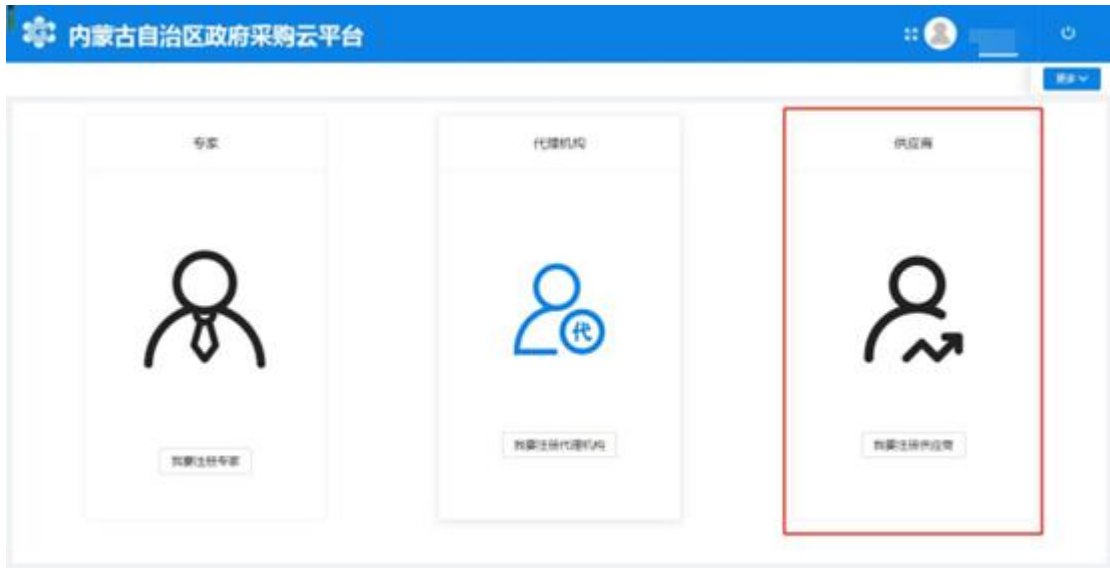 内蒙古自治区政府采购云平台
更多
专家
代理机构
供应商
代
我要注册专家
我要注册代理机构
我要注册供应商